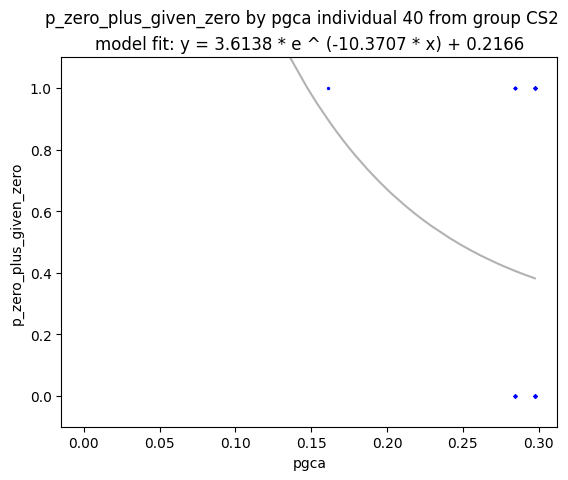 p_zero_plus_given_zero by pgca individual 40 from group CS2
model fit: y = 3.6138 * e ^ (-10.3707 * x) + 0.2166
1.0
0.8
0.6
0.4
0.2
0.0
p_zero_plus_given_zero
0.00 0.05 0.10 0.15 0.20 0.25 0.30
pgca